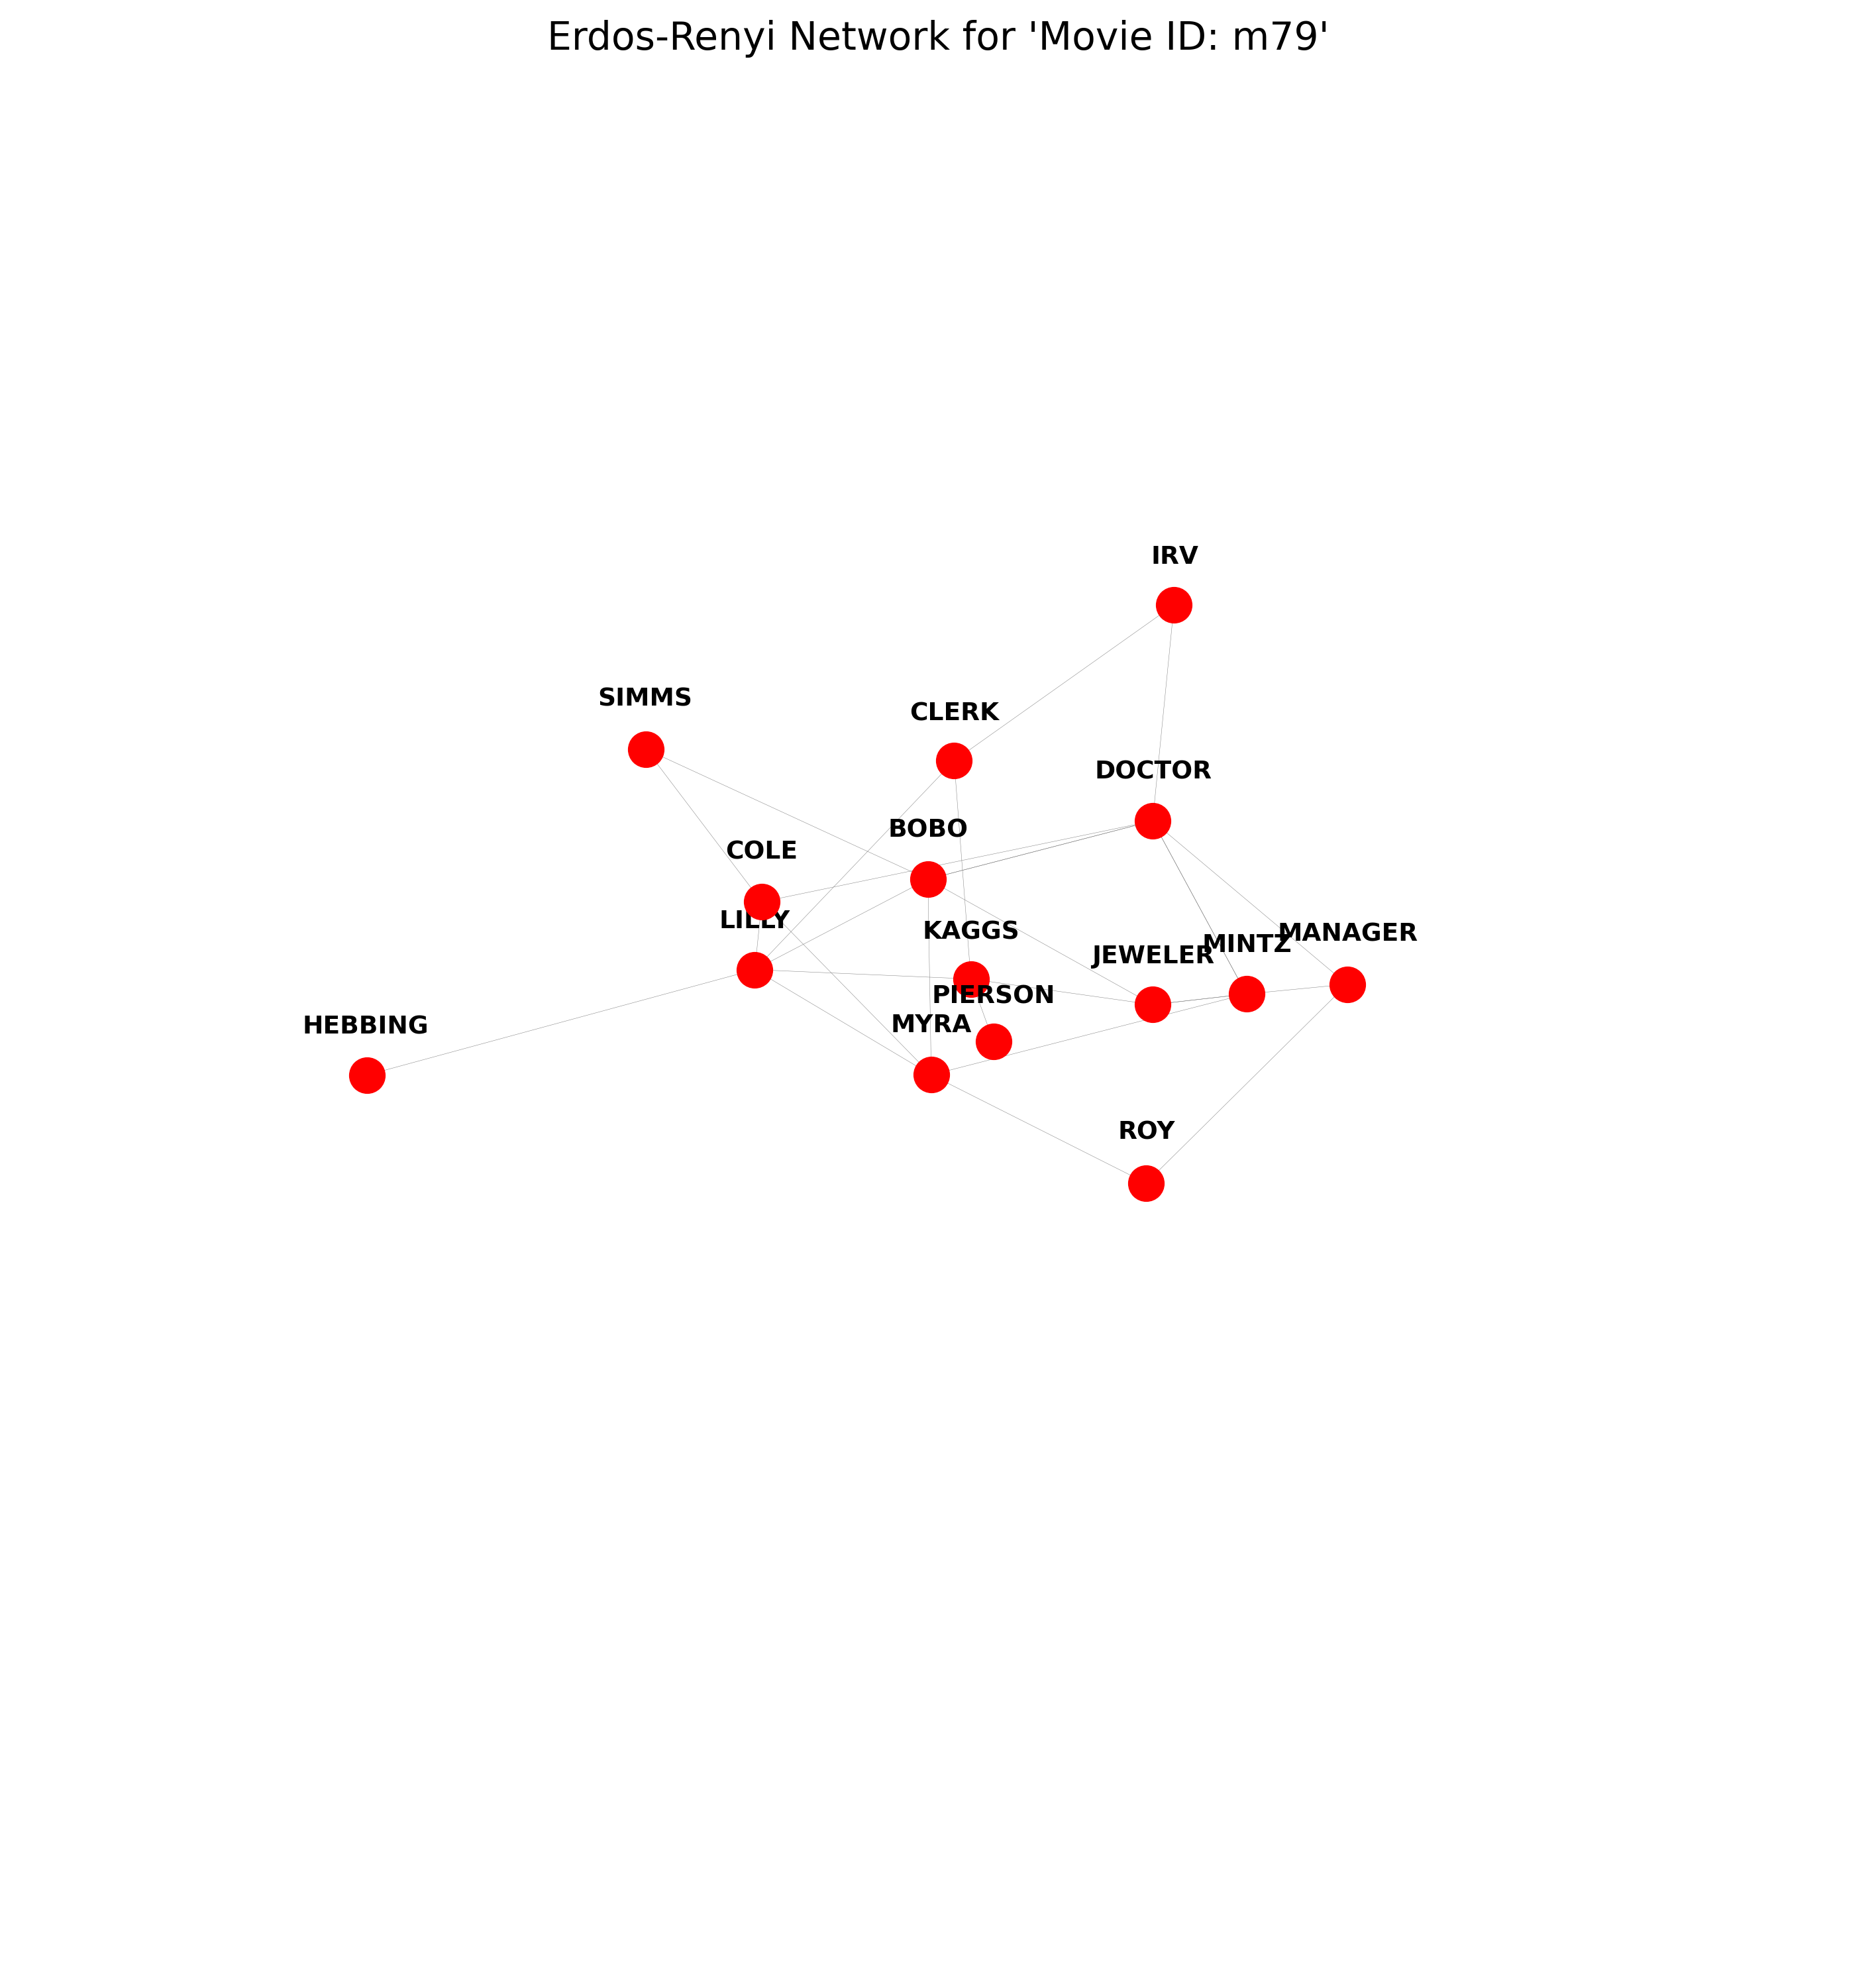 Erdos-Renyi Network for 'Movie ID: m79'
IRV
SIMMS
CLERK
DOCTOR
BOBO
COLE
LILLY
KAGGS
MANAGER
MINTZ
JEWELER
PIERSON
MYRA
HEBBING
ROY